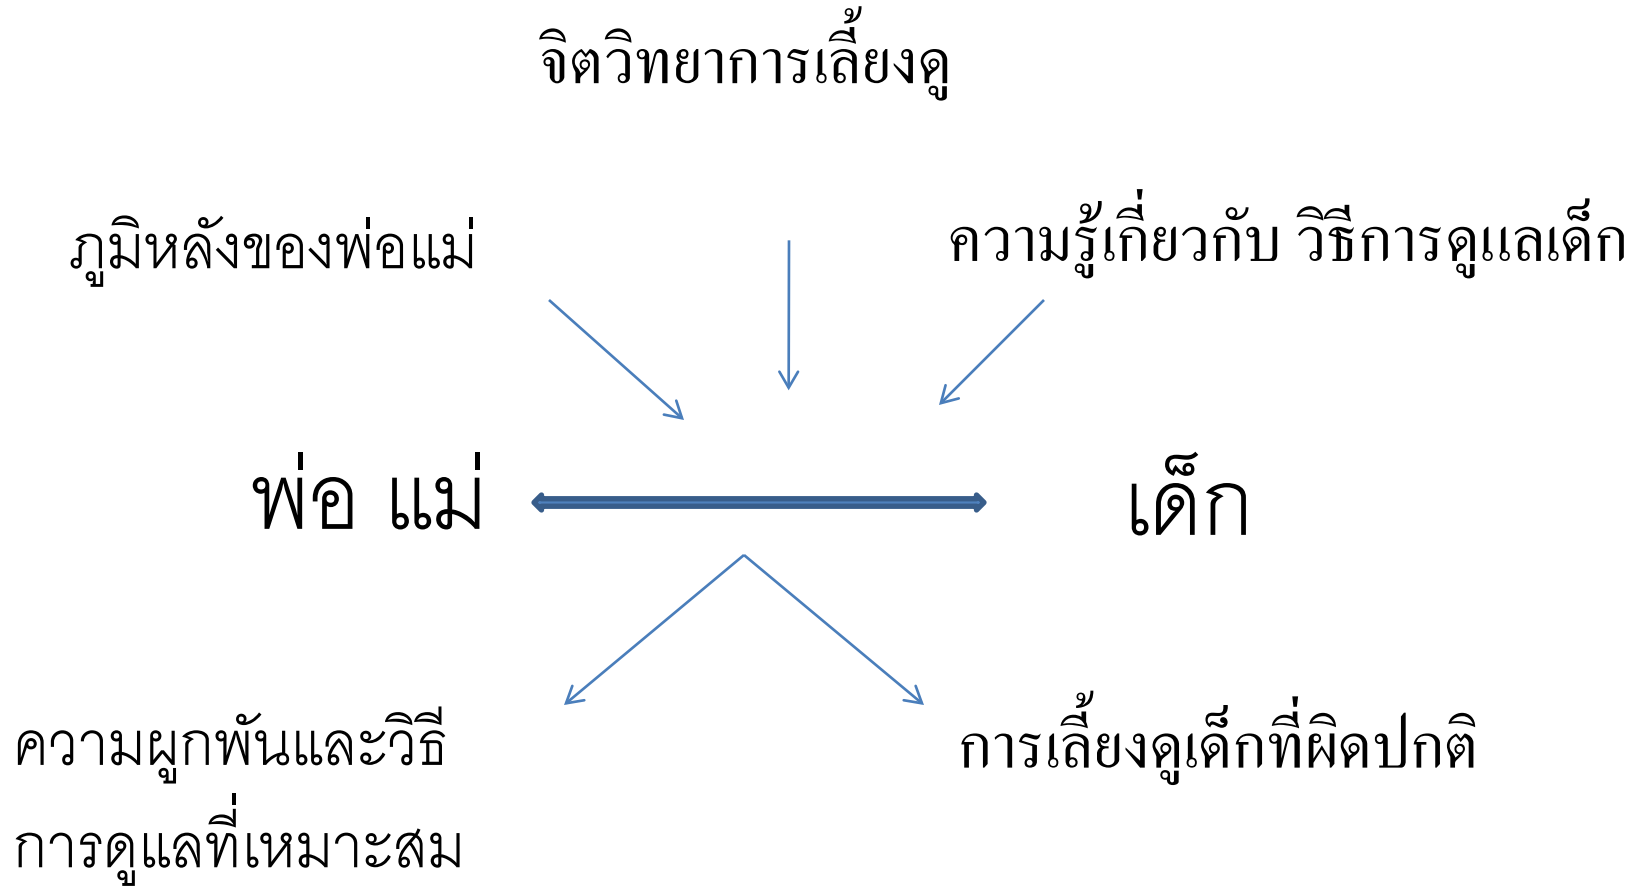 จิตวิทยาการเลี้ยงดู
ภูมิหลังของพ่อแม่
ความรู้เกี่ยวกับ วิธีการดูแลเด็ก
พ่อ แม่
เด็ก
ความผูกพันและวิธี
การดูแลที่เหมาะสม
การเลี้ยงดูเด็กที่ผิดปกติ